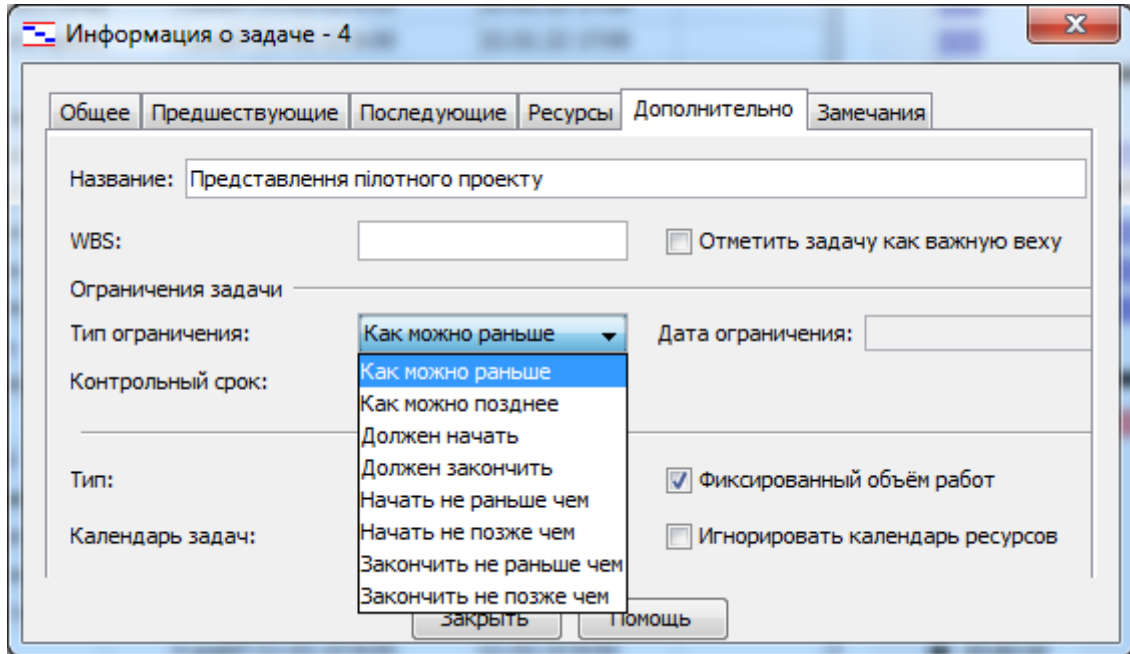 Информация о задаче - 4
Общее Предшествующие Последующие Ресурсы Дополнительно Замечания
Название: Представлення пілотного проекту
WBS: Отметить задачу как важную веху
Ограничения задачи
Тип ограничения: Как можно раньше Дата ограничения:
Как можно раньше
Контрольный срок:
Как можно позднее
Должен начать
Должен закончить
Тип: Фиксированный объём работ
Начать не раньше чем
Начать не позже чем
Календарь задач: Игнорировать календарь ресурсов
Закончить не раньше чем
Закончить не позже чем
Закрыть Помощь